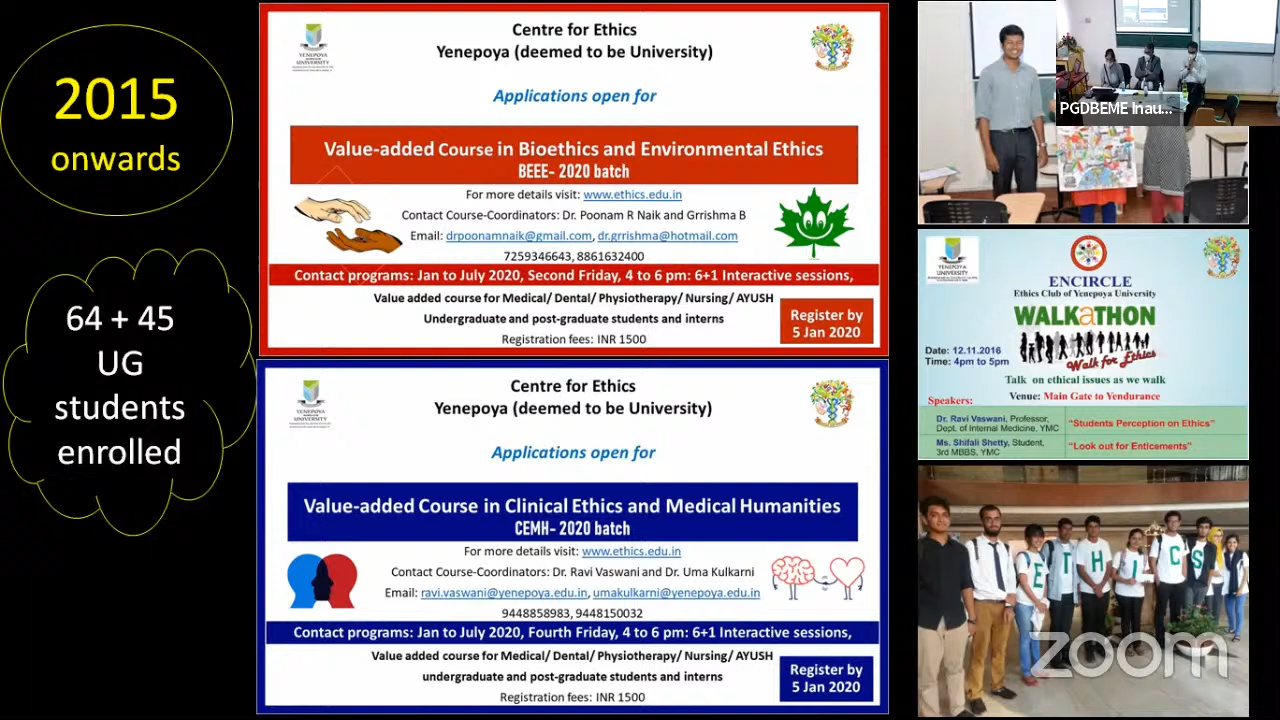 2015
onwards
64 + 45
UG
students
enrolled
Centre for Ethics
Yenepoya (deemed to be University)
YENEPOYA
UNIVERSITY
Applications open for
Value-added Course in Bioethics and Environmental Ethics
BEEE- 2020 batch
For more details visit: www.ethics.edu.in
Contact Course-Coordinators: Dr. Poonam R Naik and Grrishma B
Email: drpoonamnaik@gmail.com, dr.grrishma@hotmail.com
7259346643, 8861632400
Contact programs: Jan to July 2020, Second Friday, 4 to 6 pm: 6+1 Interactive sessions,
Value added course for Medical/ Dental/ Physiotherapy/ Nursing/ AYUSH
Undergraduate and post-graduate students and interns
Registration fees: INR 1500
Register by
5 Jan 2020
Centre for Ethics
Yenepoya (deemed to be University)
YENEPOYA
UNIVERSITY
Applications open for
Value-added Course in Clinical Ethics and Medical Humanities
CEMH- 2020 batch
For more details visit: www.ethics.edu.in
Contact Course-Coordinators: Dr. Ravi Vaswani and Dr. Uma Kulkarni
Email: ravi.vaswani@yenepoya.edu.in, umakulkarni@yenepoya.edu.in
9448858983, 9448150032
Contact programs: Jan to July 2020, Fourth Friday, 4 to 6 pm: 6+1 Interactive sessions,
Value added course for Medical/ Dental/ Physiotherapy/ Nursing/ AYUSH
undergraduate and post-graduate students and interns
Registration fees: INR 1500
Register by
5 Jan 2020
PGDBEME Inau...
YENEPOYA
UNIVERSITY
ENCIRCLE
Ethics Club of Yenepoya University
WALKaTHON
Walk for Ethics
Date: 12.11.2016
Time: 4pm to 5pm
Talk on ethical issues as we walk
Venue: Main Gate to Yendurance
Speakers:
Dr. Ravi Vaswani, Professor,
Dept. of Internal Medicine, YMC
"Students Perception on Ethics"
Ms. Shifali Shetty, Student,
3rd MBBS, YMC
"Look out for Enticements"
E T H I C S
zoom